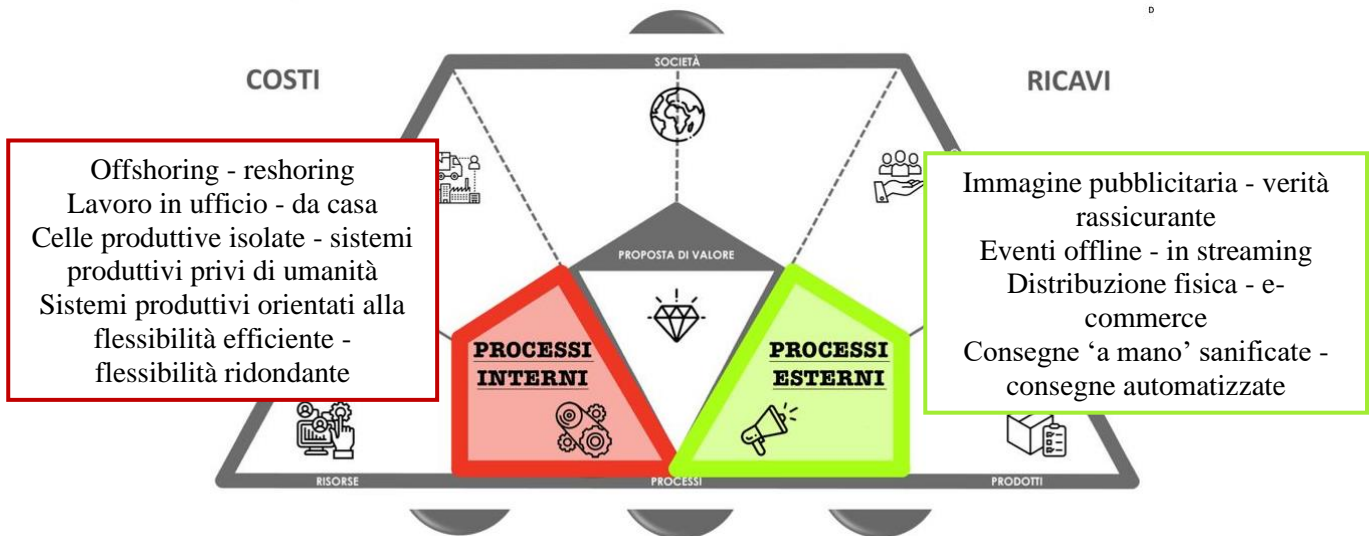 D
SOCIETÀ
COSTI
RICAVI
Offshoring - reshoring
Lavoro in ufficio - da casa
Celle produttive isolate - sistemi
produttivi privi di umanità
Sistemi produttivi orientati alla
flessibilità efficiente -
flessibilità ridondante
Immagine pubblicitaria - verità
rassicurante
Eventi offline - in streaming
Distribuzione fisica - e-
commerce
Consegne ‘a mano’ sanificate -
consegne automatizzate
PROPOSTA DI VALORE
PROCESSI
INTERNI
PROCESSI
ESTERNI
RISORSE
PROCESSI
PRODOTTI